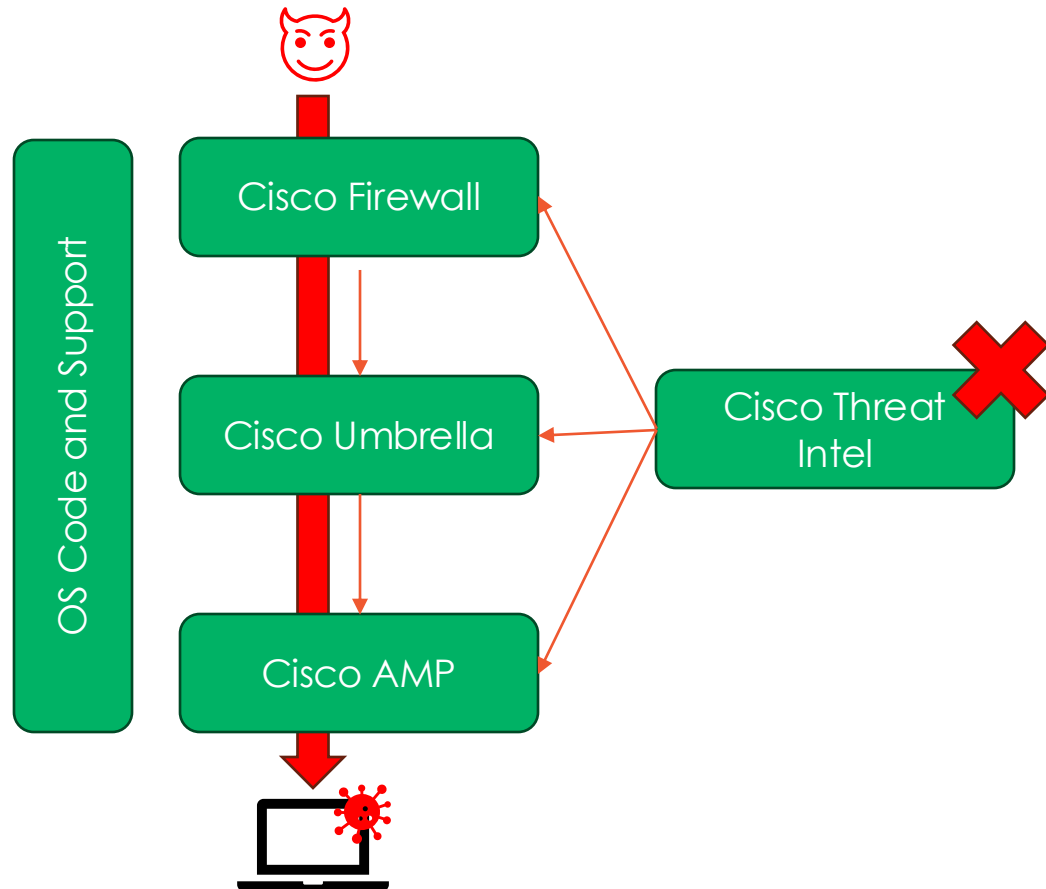 OS Code and Support
Cisco Firewall
Cisco Umbrella
Cisco AMP
Cisco Threat
Intel